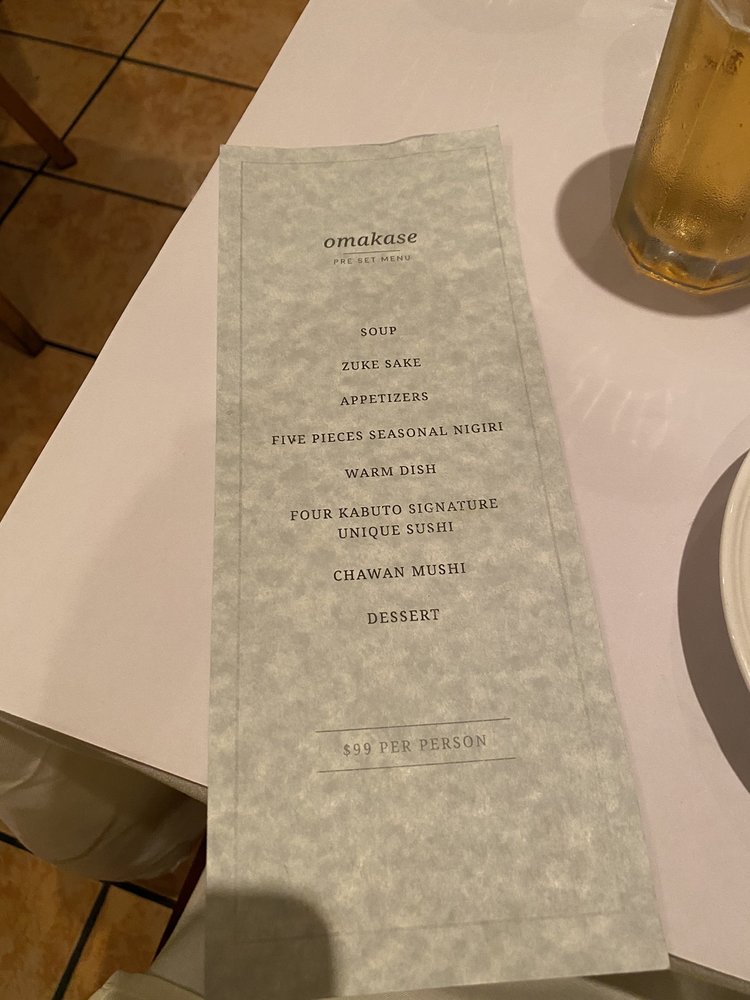 omakase
PRE SET MENU
SOUP
ZUKE SAKE
APPETIZERS
FIVE PIECES SEASONAL NIGIRI
WARM DISH
FOUR KABUTO SIGNATURE
UNIQUE SUSHI
CHAWAN MUSHI
DESSERT
$99 PER PERSON